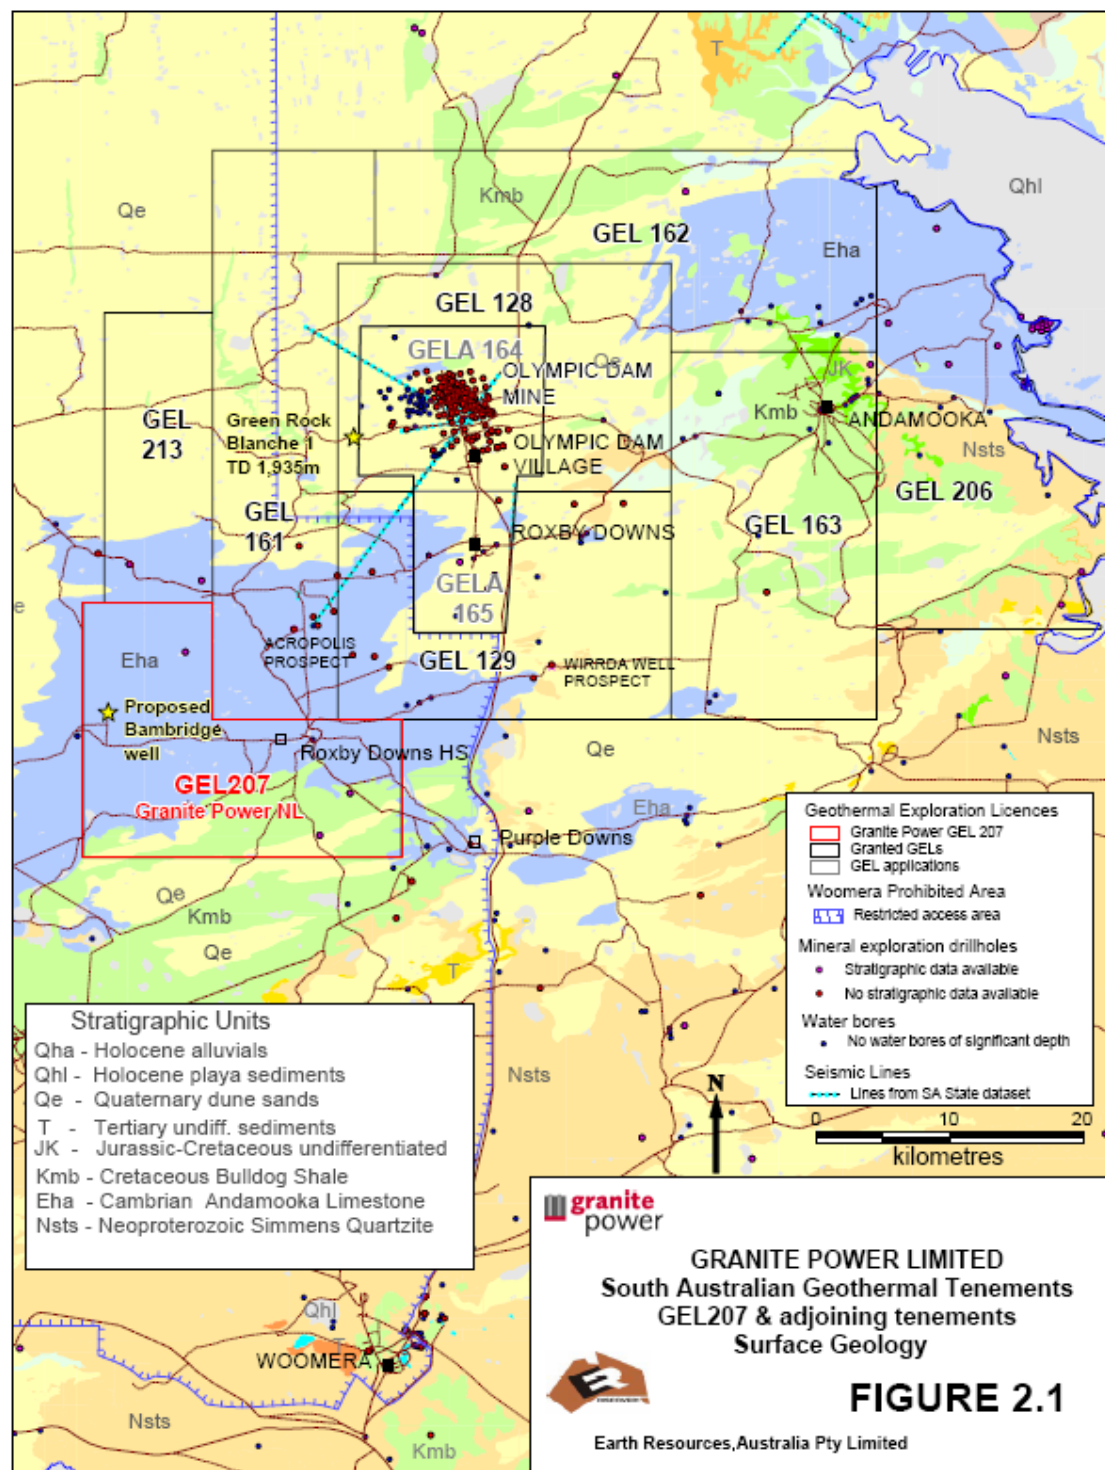 T
Qhl
Kmb
Qe
GEL 162
Eha
GEL 128
GELA 164
Qe
OLYMPIC DAM
MINE
JK
Kmb
ANDAMOOKA
GEL
213
Green Rock
Blanche 1
TD 1,935m
OLYMPIC DAM
VILLAGE
Nsts
GEL 206
GEL
161
GEL 163
ROXBY DOWNS
GELA
165
e
ACROPOLIS
PROSPECT
Eha
GEL 129
WIRRDA WELL
PROSPECT
Proposed
Bambridge
well
Roxby Downs HS
Qe
Nsts
GEL207
Granite Power NL
Eha
Purple Downs
Qe
Kmb
Qe
T
Nsts
Geothermal Exploration Licences
Granite Power GEL 207
Granted GELs
GEL applications
Woomera Prohibited Area
Restricted access area
Mineral exploration drillholes
Stratigraphic data available
No stratigraphic data available
Water bores
No water bores of significant depth
Seismic Lines
Lines from SA State dataset
N
0 10 20
kilometres
Stratigraphic Units
Qha - Holocene alluvials
Qhl - Holocene playa sediments
Qe - Quaternary dune sands
T - Tertiary undiff. sediments
JK - Jurassic-Cretaceous undifferentiated
Kmb - Cretaceous Bulldog Shale
Eha - Cambrian Andamooka Limestone
Nsts - Neoproterozoic Simmens Quartzite
Qhl
T
WOOMERA
Nsts
Kmb
granite
power
GRANITE POWER LIMITED
South Australian Geothermal Tenements
GEL207 & adjoining tenements
Surface Geology
FIGURE 2.1
Earth Resources,Australia Pty Limited